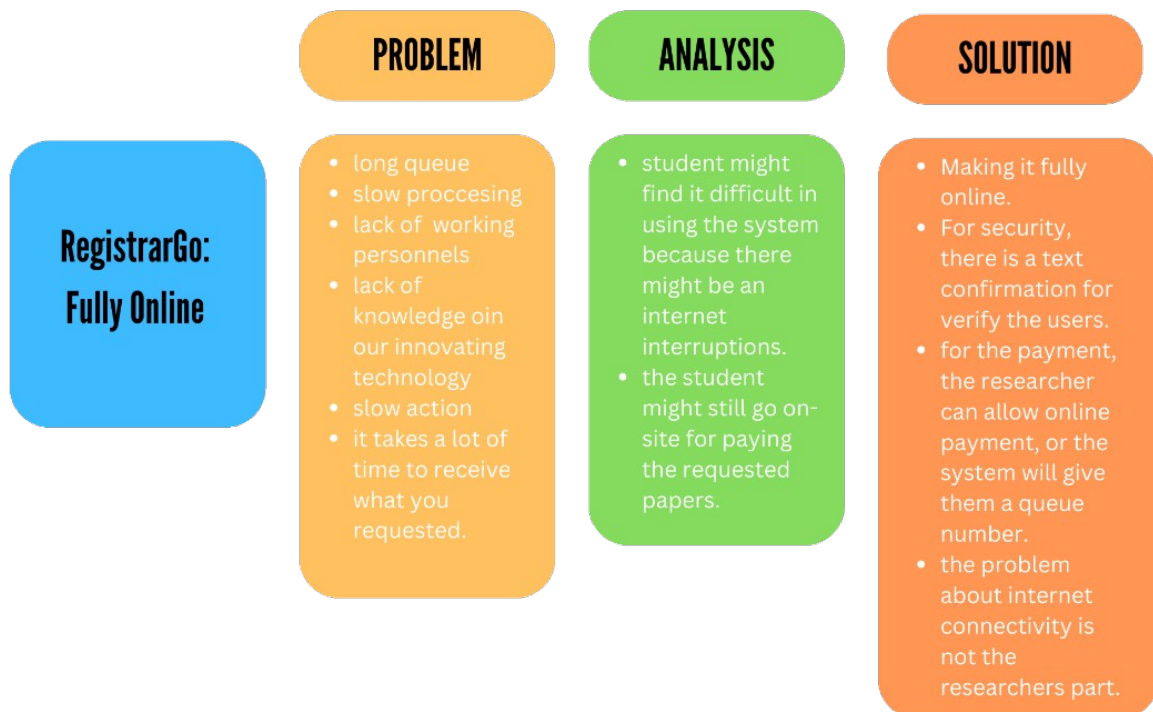 PROBLEM
ANALYSIS
SOLUTION
RegistrarGo:
Fully Online
• long queue
• slow proccesing
• lack of working
personnels
• lack of
knowledge oin
our innovating
technology
• slow action
• it takes a lot of
time to receive
what you
requested.
• student might
find it difficult in
using the system
because there
might be an
internet
interruptions.
• the student
might still go on-
site for paying
the requested
papers.
• Making it fully
online.
• For security,
there is a text
confirmation for
verify the users.
• for the payment,
the researcher
can allow online
payment, or the
system will give
them a queue
number.
• the problem
about internet
connectivity is
not the
researchers part.